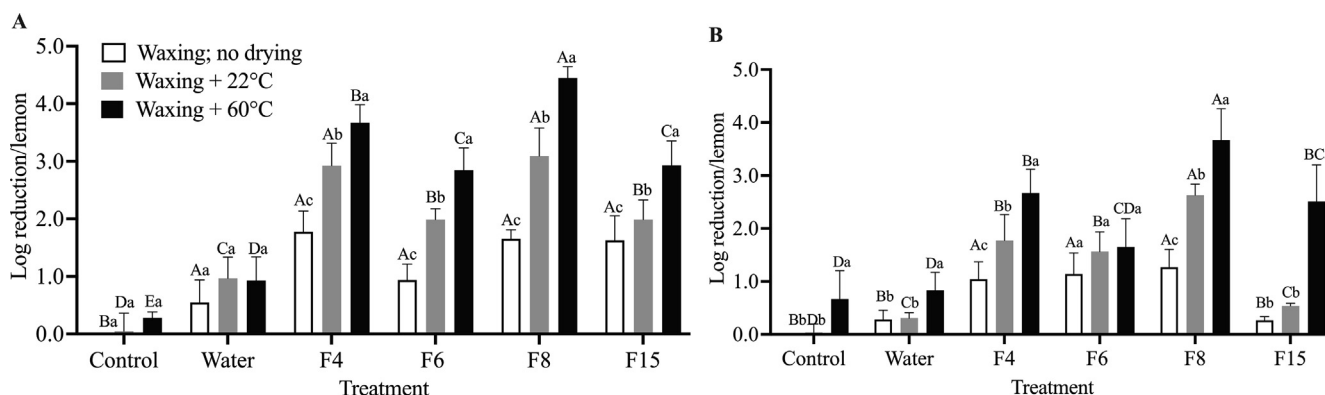 A
Waxing; no drying
Waxing + 22°C
Waxing + 60°C
Log reduction/lemon
5.0
4.0
3.0
2.0
1.0
0.0
Ba Da Ea
Aa Ca Da
Ac Ab Ba
Ac Bb Ca
Ac Ab Aa
Ac Bb Ca
Control Water F4 F6 F8 F15
Treatment
B
Log reduction/lemon
5.0
4.0
3.0
2.0
1.0
0.0
Bb Db Da
Bb Cb Da
Ac Bb Ba
Aa Ba CDa
Ac Ab Aa
Bb Cb BC
Control Water F4 F6 F8 F15
Treatment